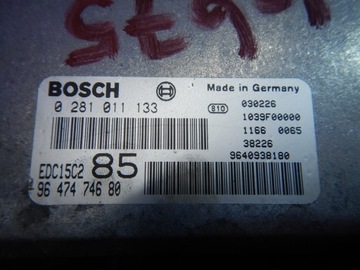 BOSCH
Made in Germany
0 281 011 133
810
030226
1039F00000
1166 0065
38226
9640938180
EDC15C2 85
96 474 746 80